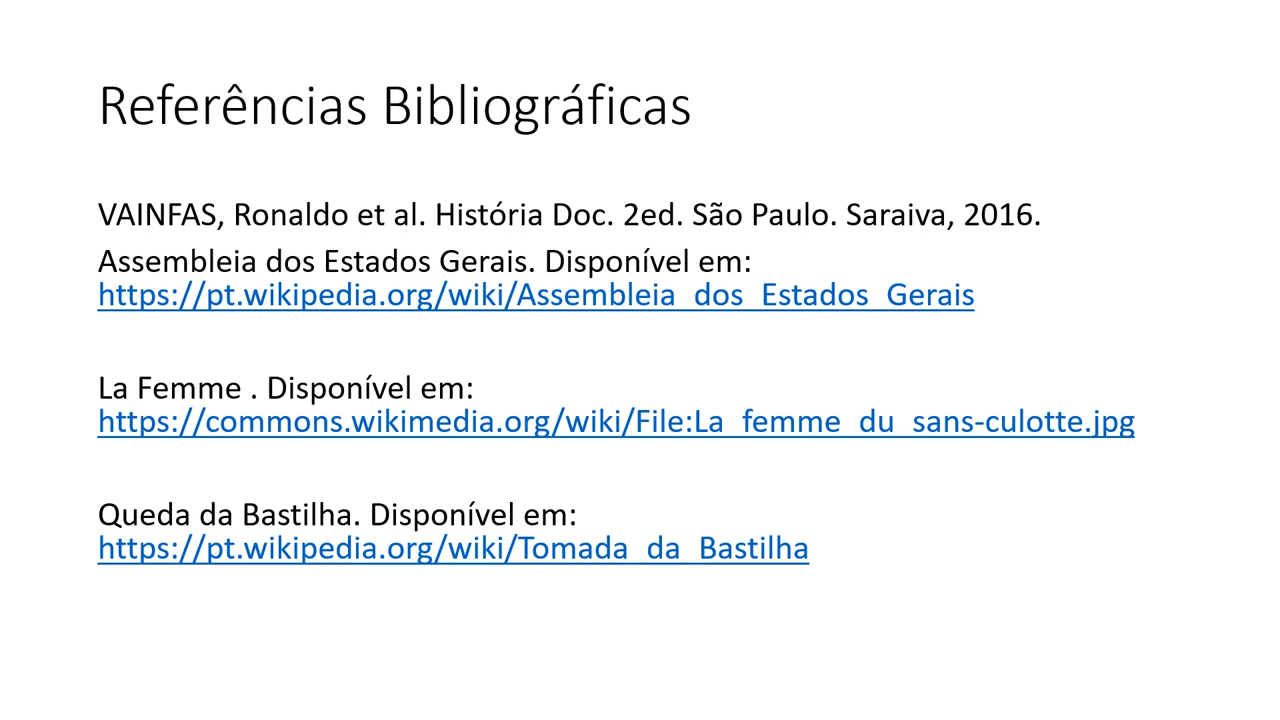 Referências Bibliográficas
VAINFAS, Ronaldo et al. História Doc. 2ed. São Paulo. Saraiva, 2016.
Assembleia dos Estados Gerais. Disponível em:
https://pt.wikipedia.org/wiki/Assembleia_dos_Estados_Gerais
La Femme . Disponível em:
https://commons.wikimedia.org/wiki/File:La_femme_du_sans-culotte.jpg
Queda da Bastilha. Disponível em:
https://pt.wikipedia.org/wiki/Tomada_da_Bastilha